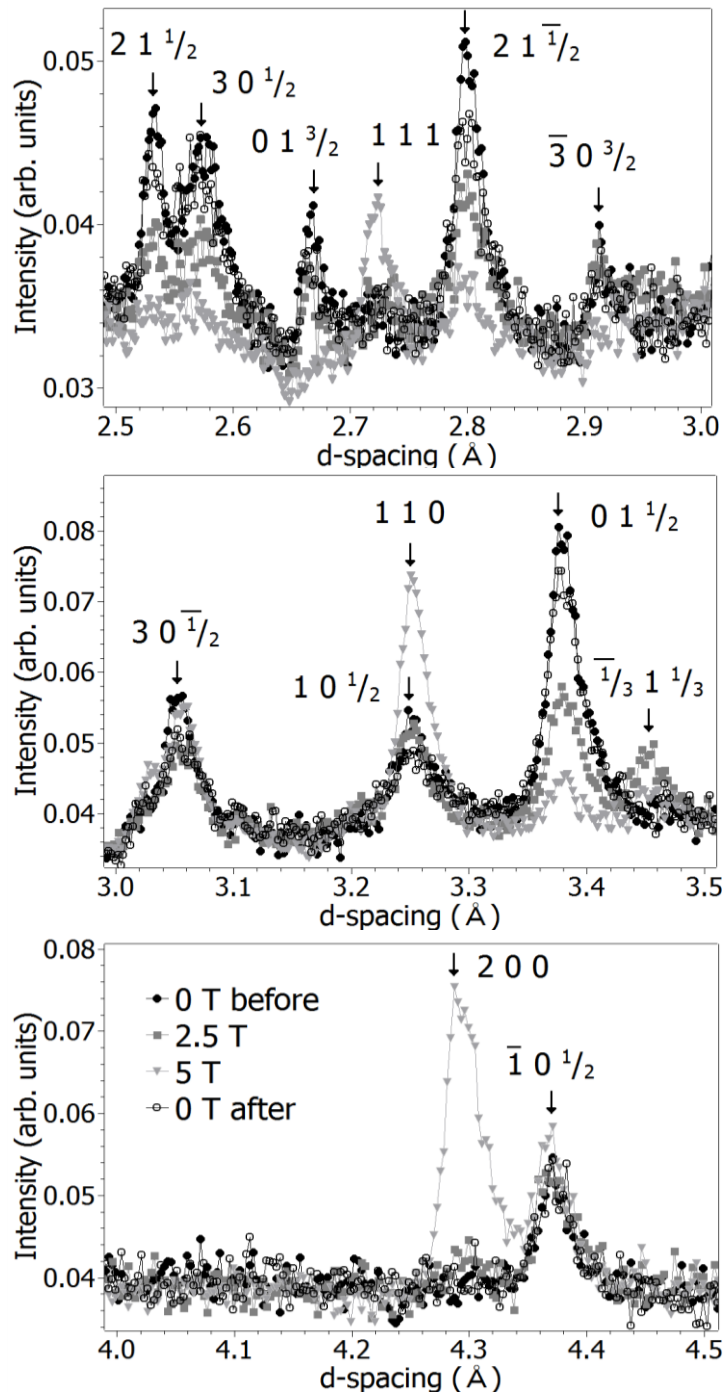 2 1 ¹/₂
3 0 ¹/₂
0 1 ³/₂
1 1 1
2 1 1̅/₂
3̅ 0 ³/₂
Intensity (arb. units)
0.05
0.04
0.03
2.5 2.6 2.7 2.8 2.9 3.0
d-spacing (Å)
1 1 0
0 1 ¹/₂
3 0 1̅/₂
1 0 ¹/₂
1̅/₃ 1 ¹/₃
Intensity (arb. units)
0.08
0.07
0.06
0.05
0.04
3.0 3.1 3.2 3.3 3.4 3.5
d-spacing (Å)
2 0 0
1̅ 0 ¹/₂
0 T before
2.5 T
5 T
0 T after
Intensity (arb. units)
0.08
0.07
0.06
0.05
0.04
4.0 4.1 4.2 4.3 4.4 4.5
d-spacing (Å)